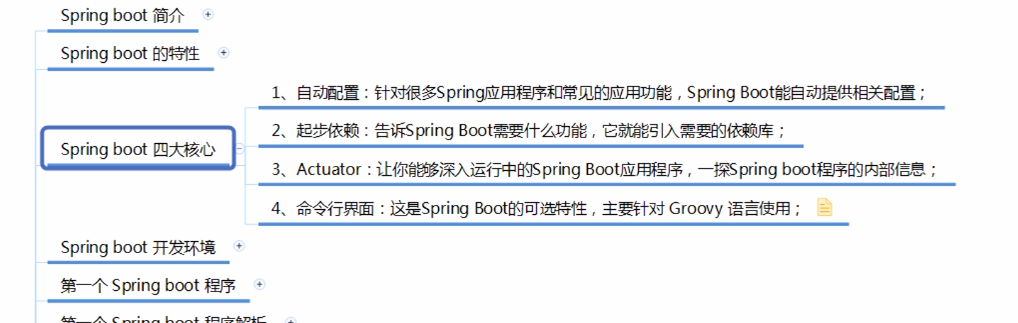 Spring boot 简介
Spring boot 的特性
Spring boot 四大核心
1、自动配置：针对很多Spring应用程序和常见的应用功能，Spring Boot能自动提供相关配置；
2、起步依赖：告诉Spring Boot需要什么功能，它就能引入需要的依赖库；
3、Actuator：让你能够深入运行中的Spring Boot应用程序，一探Spring boot程序的内部信息；
4、命令行界面：这是Spring Boot的可选特性，主要针对 Groovy 语言使用；
Spring boot 开发环境
第一个 Spring boot 程序
第一个 Spring boot 程序解析